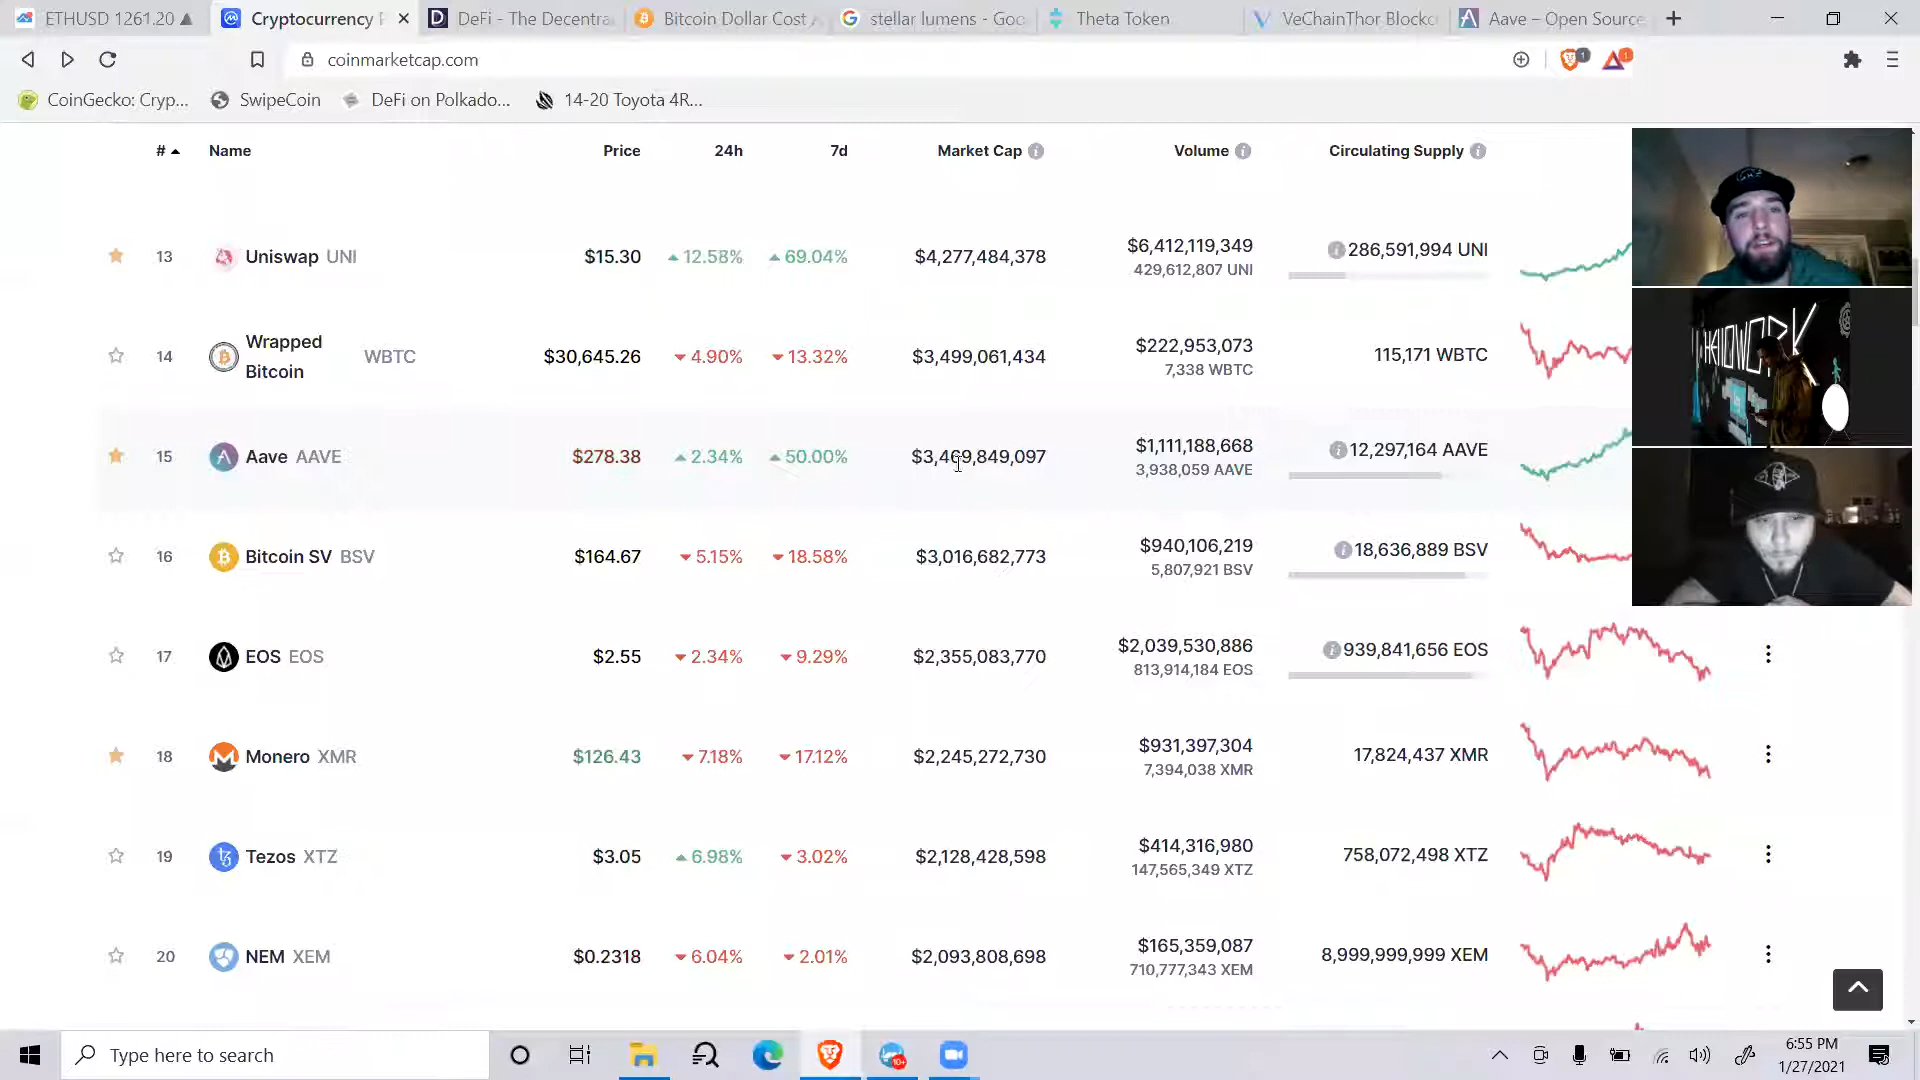 ETHUSD 1261.20 ▲
Cryptocurrency P
DeFi - The Decentra
Bitcoin Dollar Cost A
stellar lumens - Goo
Theta Token
VeChainThor Blockc
Aave – Open Source
coinmarketcap.com
1
1
CoinGecko: Cryp...
SwipeCoin
DeFi on Polkado...
14-20 Toyota 4R...
# Name Price 24h 7d Market Cap Volume Circulating Supply
13 Uniswap UNI $15.30 12.58% 69.04% $4,277,484,378 $6,412,119,349 286,591,994 UNI
429,612,807 UNI
14 Wrapped Bitcoin WBTC $30,645.26 4.90% 13.32% $3,499,061,434 $222,953,073 115,171 WBTC
7,338 WBTC
15 Aave AAVE $278.38 2.34% 50.00% $3,469,849,097 $1,111,188,668 12,297,164 AAVE
3,938,059 AAVE
16 Bitcoin SV BSV $164.67 5.15% 18.58% $3,016,682,773 $940,106,219 18,636,889 BSV
5,807,921 BSV
17 EOS EOS $2.55 2.34% 9.29% $2,355,083,770 $2,039,530,886 939,841,656 EOS
813,914,184 EOS
18 Monero XMR $126.43 7.18% 17.12% $2,245,272,730 $931,397,304 17,824,437 XMR
7,394,038 XMR
19 Tezos XTZ $3.05 6.98% 3.02% $2,128,428,598 $414,316,980 758,072,498 XTZ
147,565,349 XTZ
20 NEM XEM $0.2318 6.04% 2.01% $2,093,808,698 $165,359,087 8,999,999,999 XEM
710,777,343 XEM
Type here to search
10+
6:55 PM
1/27/2021